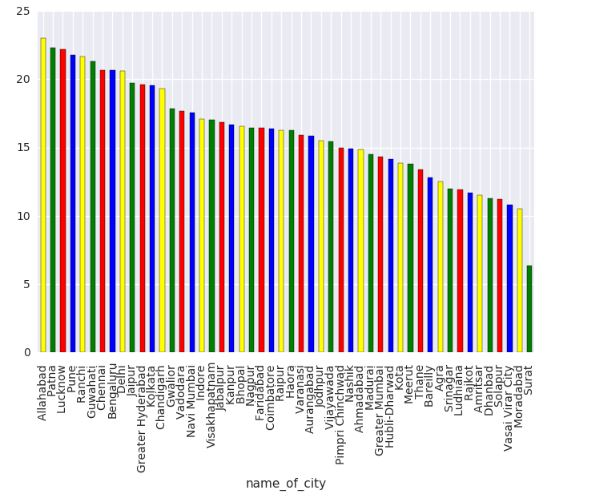 25
20
15
10
5
0
Allahabad
Patna
Lucknow
Pune
Ranchi
Guwahati
Chennai
Bengaluru
Delhi
Jaipur
Greater Hyderabad
Kolkata
Chandigarh
Gwalior
Vadodara
Navi Mumbai
Indore
Visakhapatnam
Jabalpur
Kanpur
Bhopal
Nagpur
Faridabad
Coimbatore
Raipur
Haora
Varanasi
Aurangabad
Jodhpur
Vijayawada
Pimpri Chinchwad
Nashik
Ahmadabad
Madurai
Greater Mumbai
Hubli-Dharwad
Kota
Meerut
Thane
Bareilly
Agra
Srinagar
Ludhiana
Rajkot
Amritsar
Dhanbad
Solapur
Vasai Virar City
Moradabad
Surat
name_of_city